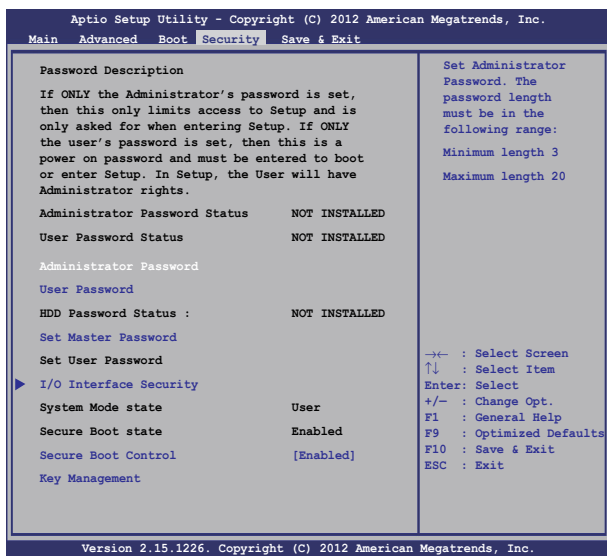 Aptio Setup Utility - Copyright (C) 2012 American Megatrends, Inc.
Main Advanced Boot Security Save & Exit
Password Description
If ONLY the Administrator's password is set,
then this only limits access to Setup and is
only asked for when entering Setup. If ONLY
the user's password is set, then this is a
power on password and must be entered to boot
or enter Setup. In Setup, the User will have
Administrator rights.
Administrator Password Status NOT INSTALLED
User Password Status NOT INSTALLED
Administrator Password
User Password
HDD Password Status : NOT INSTALLED
Set Master Password
Set User Password
I/O Interface Security
System Mode state User
Secure Boot state Enabled
Secure Boot Control [Enabled]
Key Management
Set Administrator
Password. The
password length
must be in the
following range:
Minimum length 3
Maximum length 20
→← : Select Screen
↑↓ : Select Item
Enter: Select
+/— : Change Opt.
F1 : General Help
F9 : Optimized Defaults
F10 : Save & Exit
ESC : Exit
Version 2.15.1226. Copyright (C) 2012 American Megatrends, Inc.